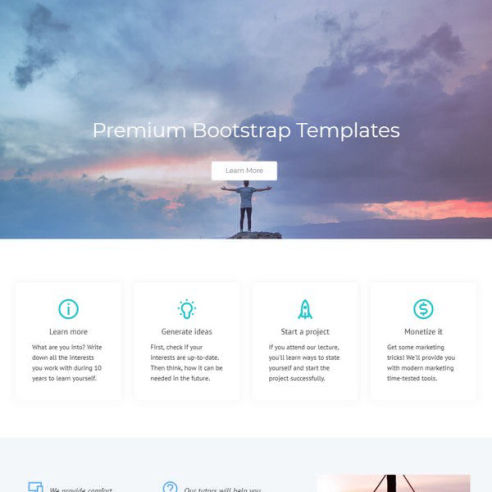 Premium Bootstrap Templates
Learn More
Learn more
What are you into? Write
down all the interests
you work with during 10
years to learn yourself.
Generate ideas
First, check if your
interests are up-to-date.
Then think, how it can be
needed in the future.
Start a project
If you attend our lecture,
you'll learn ways to state
yourself and start the
project successfully.
Monetize it
Get some marketing
tricks! We'll provide you
with modern marketing
time-tested tools.
We provide comfort
Our tutors will help you